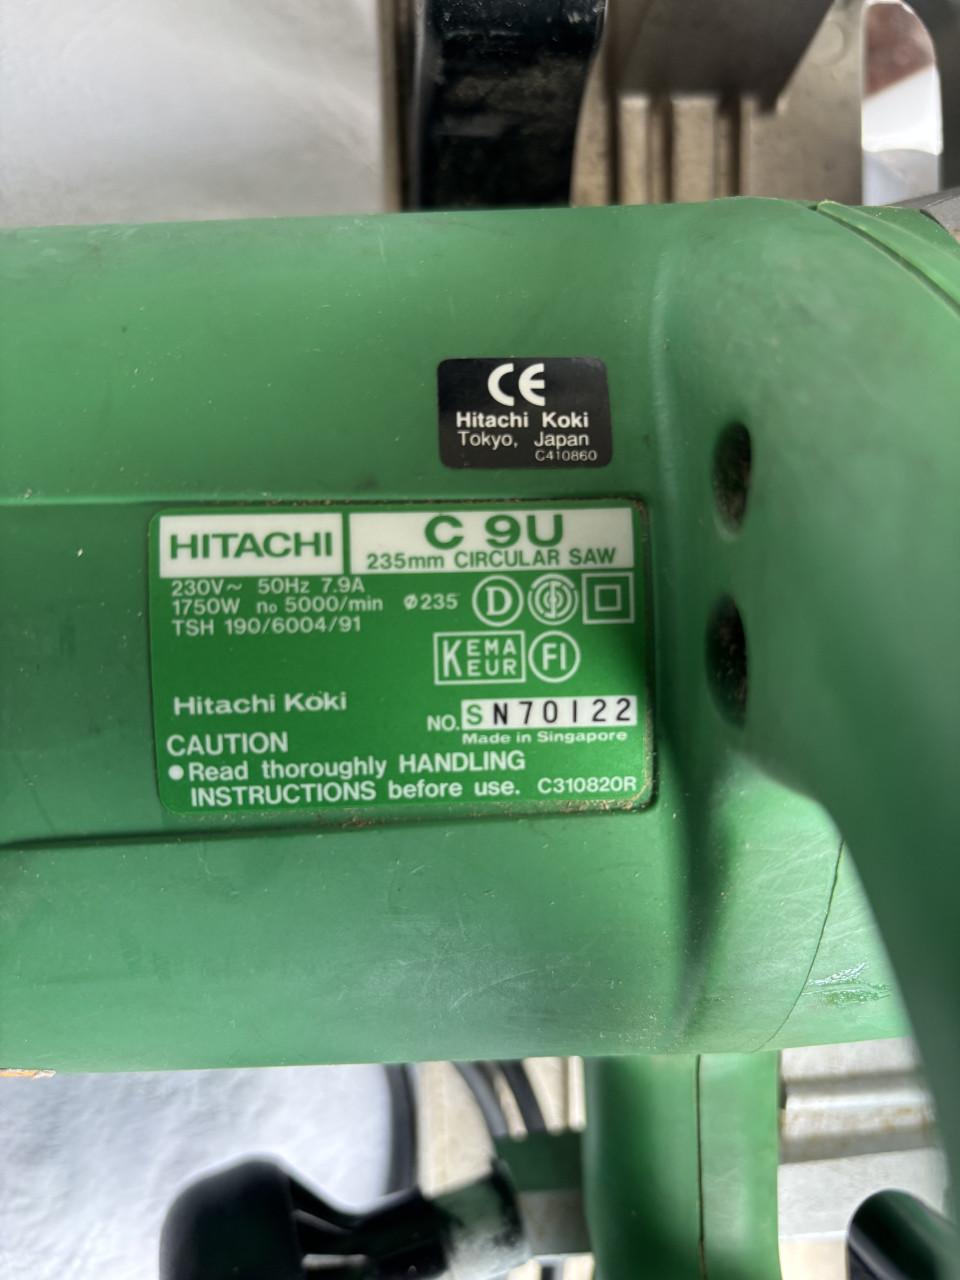 CE
Hitachi Koki
Tokyo, Japan
C410860
HITACHI
C 9U
235mm CIRCULAR SAW
230V~ 50Hz 7.9A
1750W no 5000/min ⌀235
TSH 190/6004/91
D
S
KEMA
EUR
FI
Hitachi Koki
NO. SN70122
Made in Singapore
CAUTION
● Read thoroughly HANDLING
INSTRUCTIONS before use. C310820R